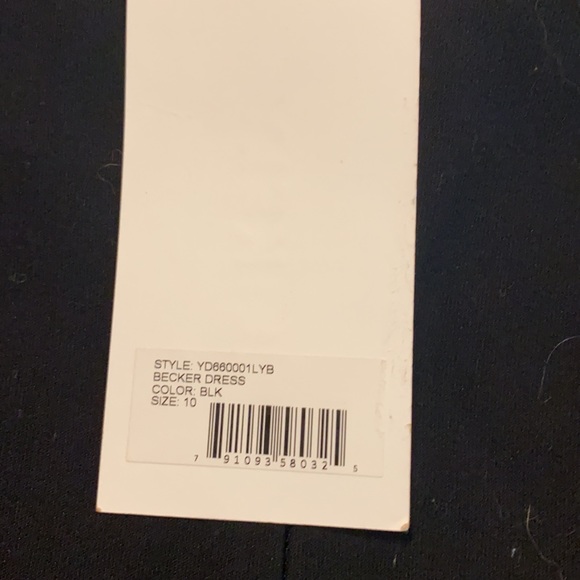 STYLE: YD660001LYB
BECKER DRESS
COLOR: BLK
SIZE: 10
7 91093 58032 5